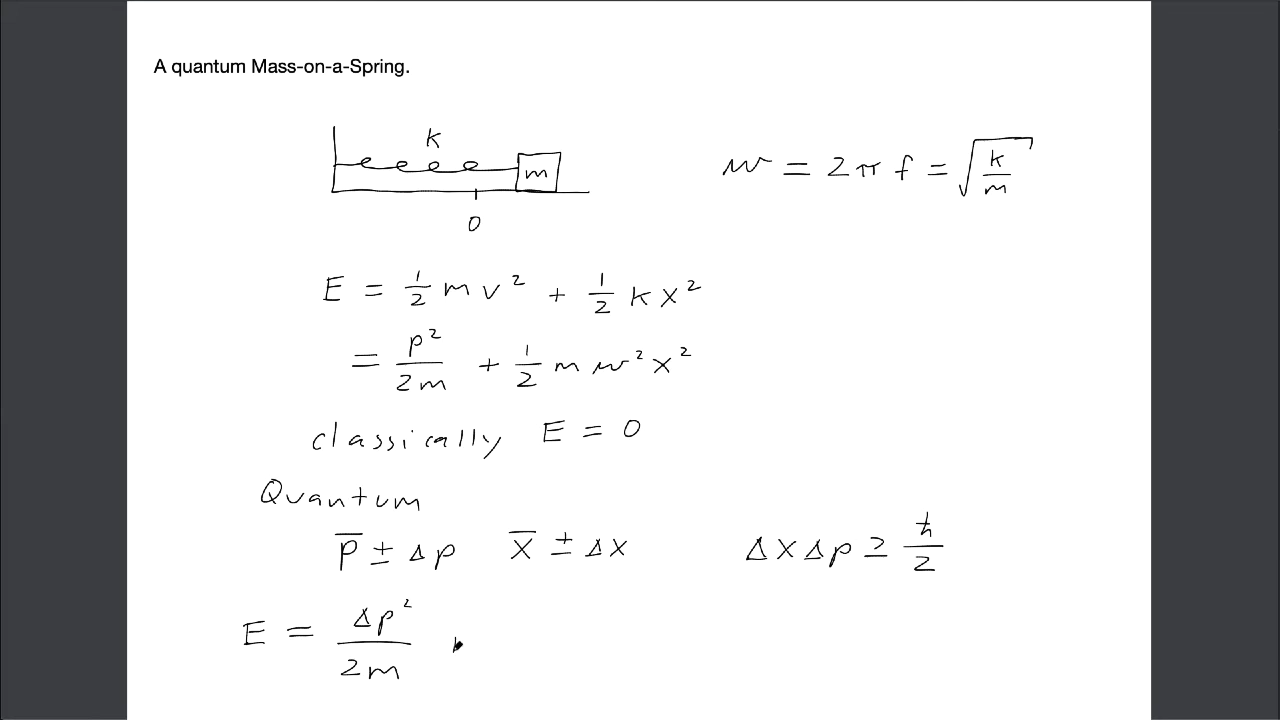 A quantum Mass-on-a-Spring.
k
m
0
ω = 2π f = √(k/m)
E = 1/2 m v² + 1/2 k x²
= p²/2m + 1/2 m ω² x²
classically E = 0
Quantum
p̅ ± Δp x̅ ± Δx Δx Δp ≥ ħ/2
E = Δp²/2m